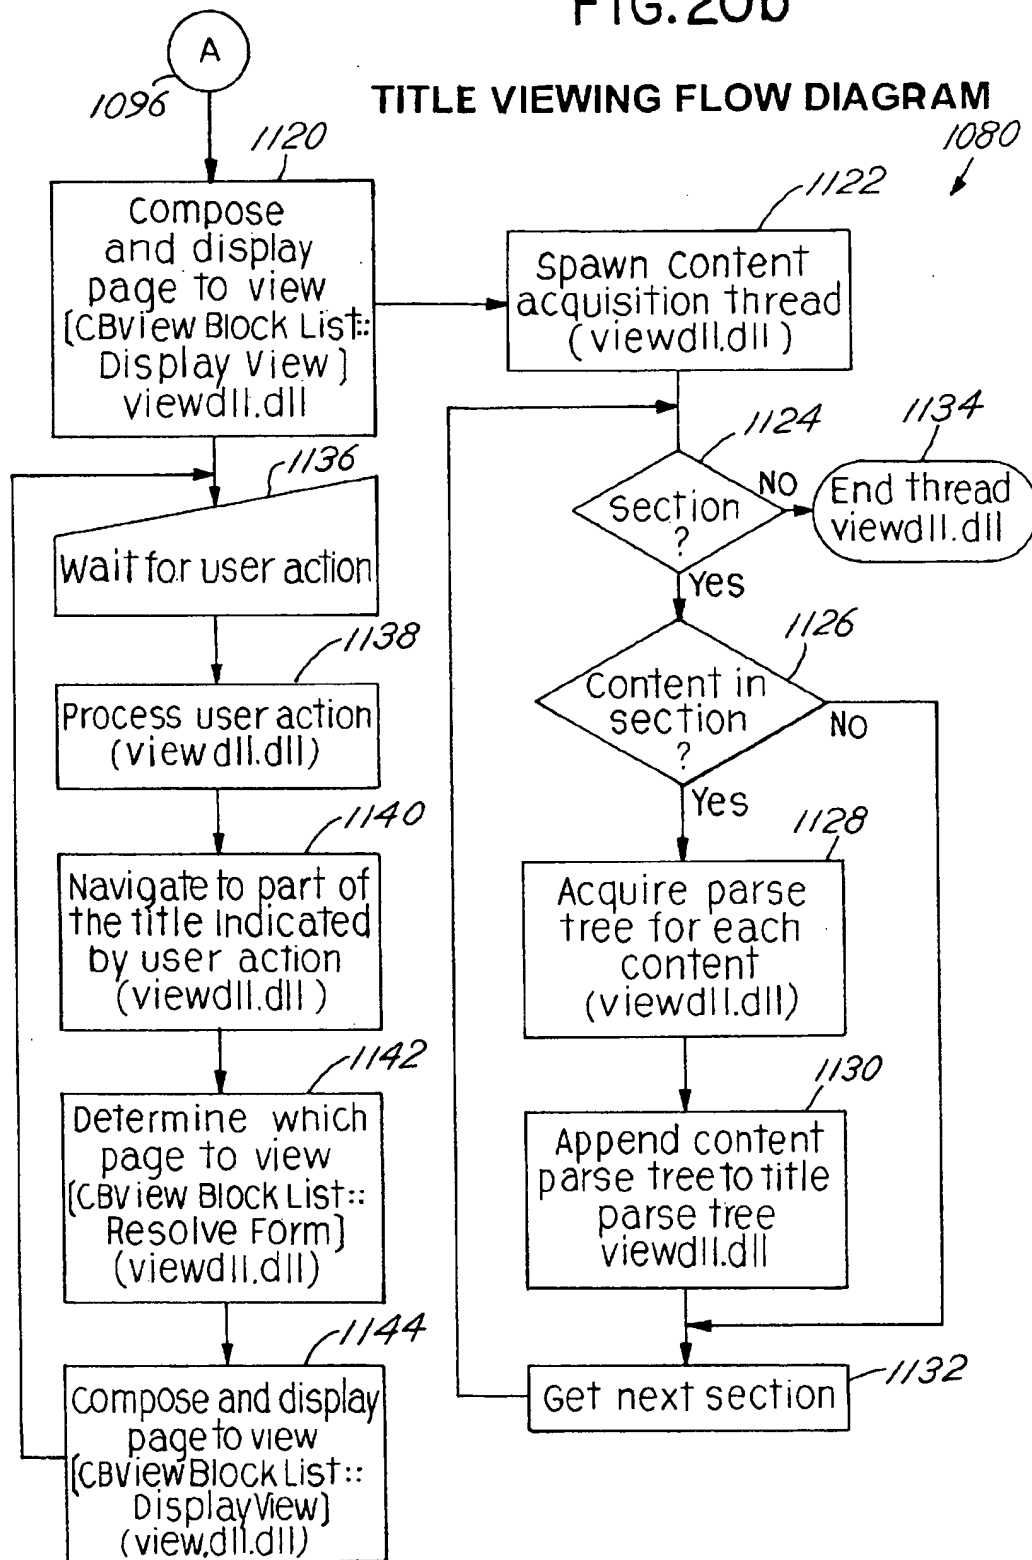 FIG. 20b
TITLE VIEWING FLOW DIAGRAM
1080
A
1096
1120
Compose
and display
page to view
[CBview Block List::
Display View]
viewdll.dll
1122
Spawn Content
acquisition thread
(viewdll.dll)
1124
Section
?
NO
Yes
1134
End thread
viewdll.dll
1126
Content in
section
?
NO
Yes
1128
Acquire parse
tree for each
content
(viewdll.dll)
1130
Append content
parse tree to title
parse tree
viewdll.dll
1132
Get next section
1136
Wait for user action
1138
Process user action
(viewdll.dll)
1140
Navigate to part of
the title indicated
by user action
(viewdll.dll)
1142
Determine which
page to view
[CBview Block List::
Resolve Form]
(viewdll.dll)
1144
Compose and display
page to view
[CBview Block List::
Display View]
(view.dll.dll)